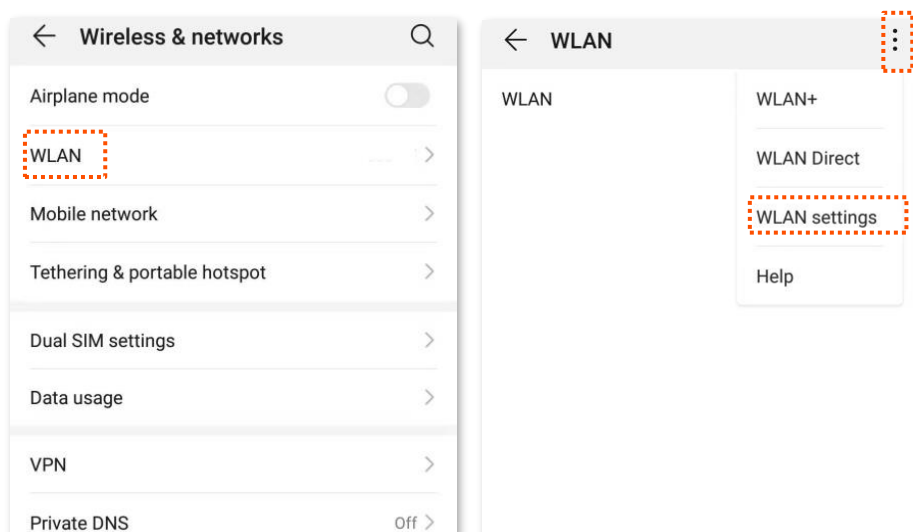 Wireless & networks
Airplane mode
WLAN
Mobile network
Tethering & portable hotspot
Dual SIM settings
Data usage
VPN
Private DNS Off
WLAN
WLAN
WLAN+
WLAN Direct
WLAN settings
Help